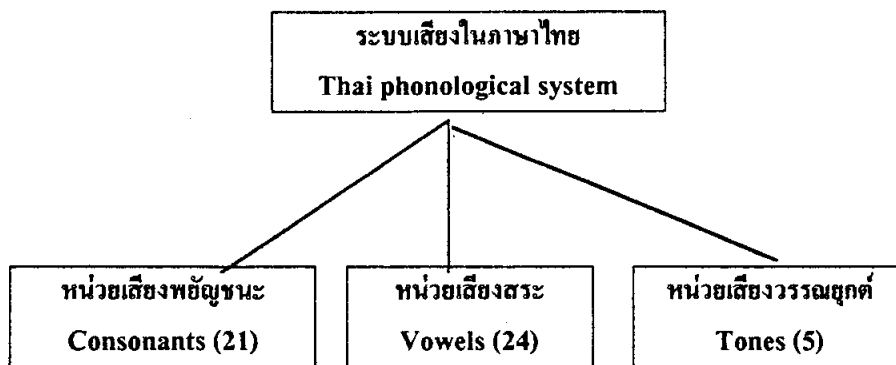 ระบบเสียงในภาษาไทย
Thai phonological system
หน่วยเสียงพยัญชนะ
Consonants (21)
หน่วยเสียงสระ
Vowels (24)
หน่วยเสียงวรรณยุกต์
Tones (5)